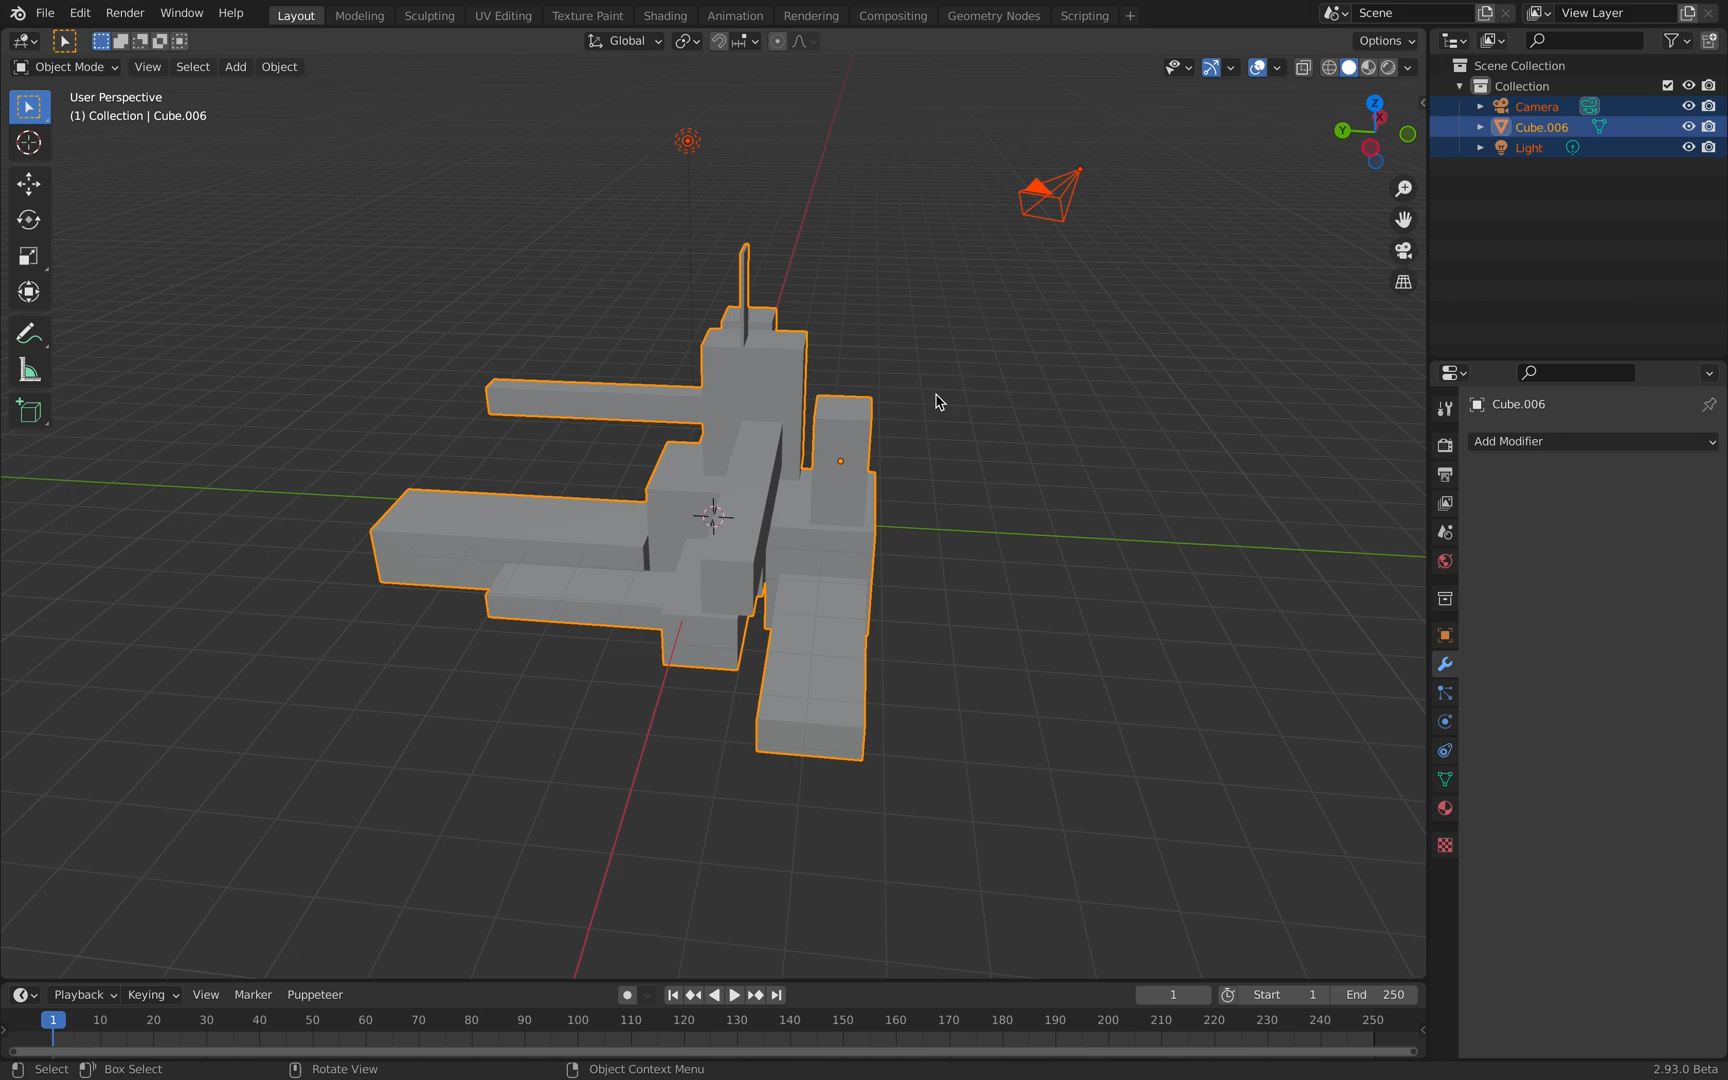 File Edit Render Window Help Layout Modeling Sculpting UV Editing Texture Paint Shading Animation Rendering Compositing Geometry Nodes Scripting + Scene View Layer
Global Options
Object Mode View Select Add Object
User Perspective
(1) Collection | Cube.006
Z
X
Y
Scene Collection
Collection
Camera
Cube.006
Light
Cube.006
Add Modifier
Playback Keying View Marker Puppeteer 1 Start 1 End 250
1 10 20 30 40 50 60 70 80 90 100 110 120 130 140 150 160 170 180 190 200 210 220 230 240 250
Select Box Select Rotate View Object Context Menu 2.93.0 Beta